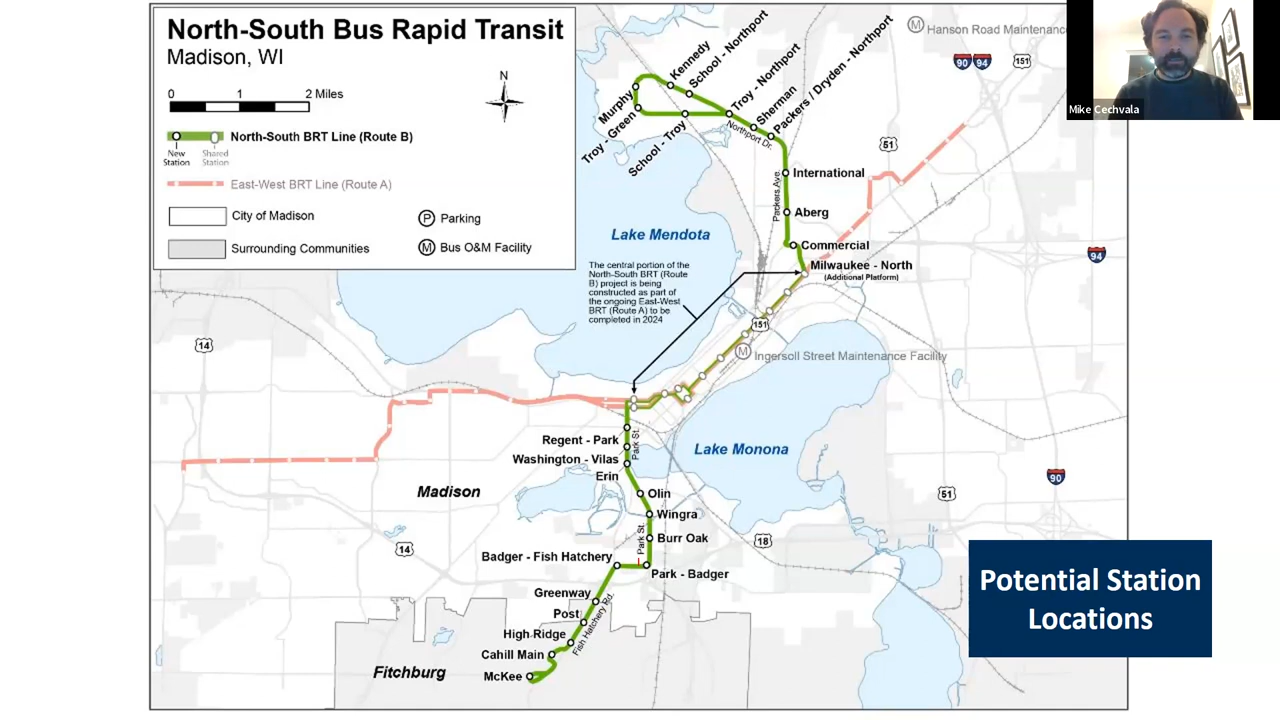 North-South Bus Rapid Transit
Madison, WI
N
0 1 2 Miles
North-South BRT Line (Route B)
New
Station
Shared
Station
East-West BRT Line (Route A)
City of Madison
P Parking
Surrounding Communities
M Bus O&M Facility
M Hanson Road Maintenance
90 94
151
Mike Cechvala
Kennedy
School - Northport
Troy - Northport
Sherman
Packers / Dryden - Northport
Murphy
Troy - Green
School - Troy
Northport Dr.
51
International
Packers Ave.
Aberg
Lake Mendota
Commercial
94
Milwaukee - North
(Additional Platform)
The central portion of the
North-South BRT (Route
B) project is being
constructed as part of
the ongoing East-West
BRT (Route A) to be
completed in 2024
151
14
M Ingersoll Street Maintenance Facility
Regent - Park
Park St.
Washington - Vilas
Lake Monona
Erin
90
Madison
Olin
51
Wingra
Park St.
Burr Oak
18
14
Badger - Fish Hatchery
Park - Badger
Greenway
Post
Fish Hatchery Rd.
High Ridge
Cahill Main
Fitchburg
McKee
Potential Station
Locations